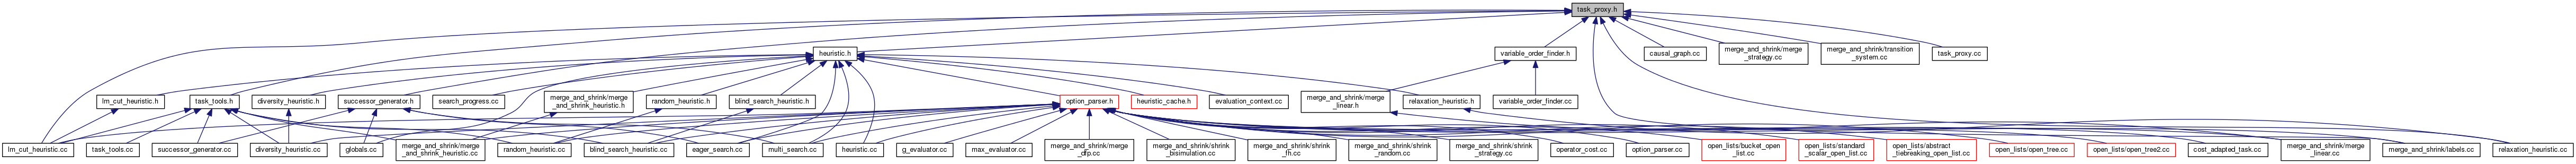 task_proxy.h
heuristic.h
variable_order_finder.h
causal_graph.cc
merge_and_shrink/merge
_strategy.cc
merge_and_shrink/transition
_system.cc
task_proxy.cc
lm_cut_heuristic.h
task_tools.h
diversity_heuristic.h
successor_generator.h
search_progress.cc
merge_and_shrink/merge
_and_shrink_heuristic.h
random_heuristic.h
blind_search_heuristic.h
option_parser.h
heuristic_cache.h
evaluation_context.cc
merge_and_shrink/merge
_linear.h
relaxation_heuristic.h
variable_order_finder.cc
lm_cut_heuristic.cc
task_tools.cc
successor_generator.cc
diversity_heuristic.cc
globals.cc
merge_and_shrink/merge
_and_shrink_heuristic.cc
random_heuristic.cc
blind_search_heuristic.cc
eager_search.cc
multi_search.cc
heuristic.cc
g_evaluator.cc
max_evaluator.cc
merge_and_shrink/merge
_dfp.cc
merge_and_shrink/shrink
_bisimulation.cc
merge_and_shrink/shrink
_fh.cc
merge_and_shrink/shrink
_random.cc
merge_and_shrink/shrink
_strategy.cc
operator_cost.cc
option_parser.cc
open_lists/bucket_open
_list.cc
open_lists/standard
_scalar_open_list.cc
open_lists/abstract
_tiebreaking_open_list.cc
open_lists/open_tree.cc
open_lists/open_tree2.cc
cost_adapted_task.cc
merge_and_shrink/merge
_linear.cc
merge_and_shrink/labels.cc
relaxation_heuristic.cc